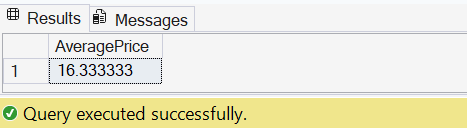 Results Messages
AveragePrice
1 16.333333
Query executed successfully.